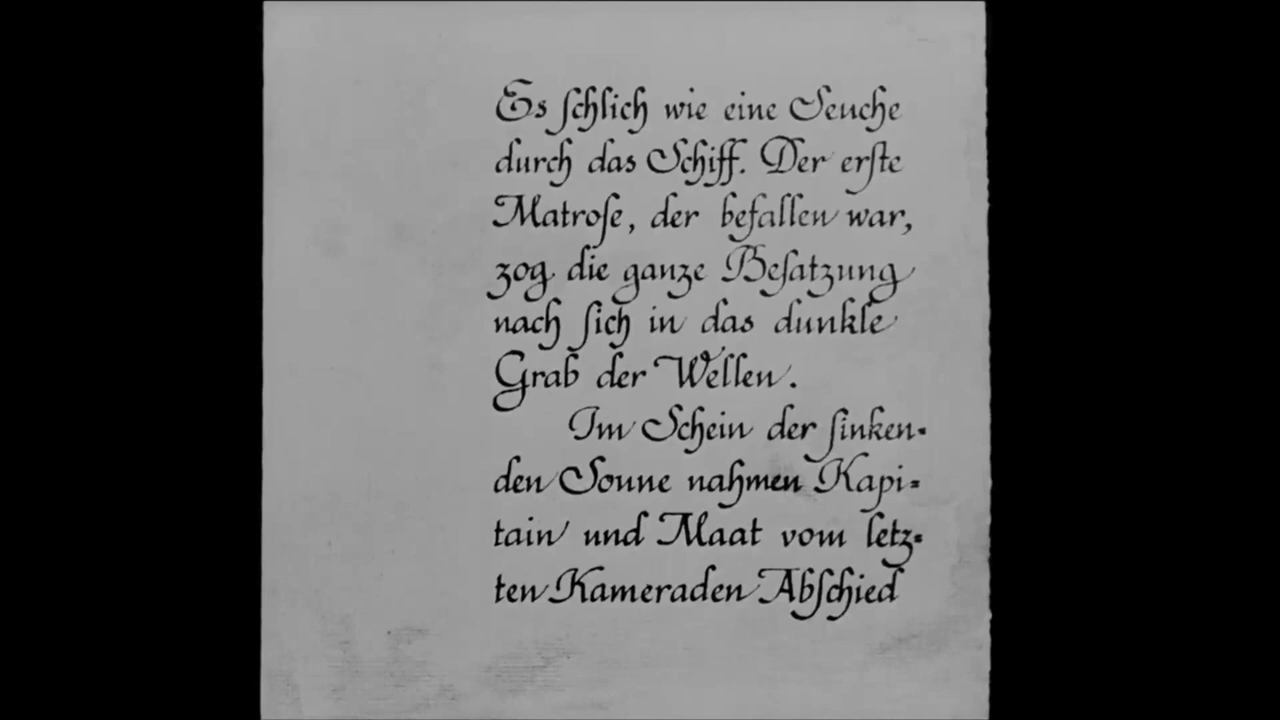 Es ſchlich wie eine Seuche
durch das Schiff. Der erſte
Matroſe, der befallen war,
zog die ganze Beſatzung
nach ſich in das dunkle
Grab der Wellen.
Im Schein der ſinken⸗
den Sonne nahmen Kapi⸗
tain und Maat vom letz⸗
ten Kameraden Abſchied